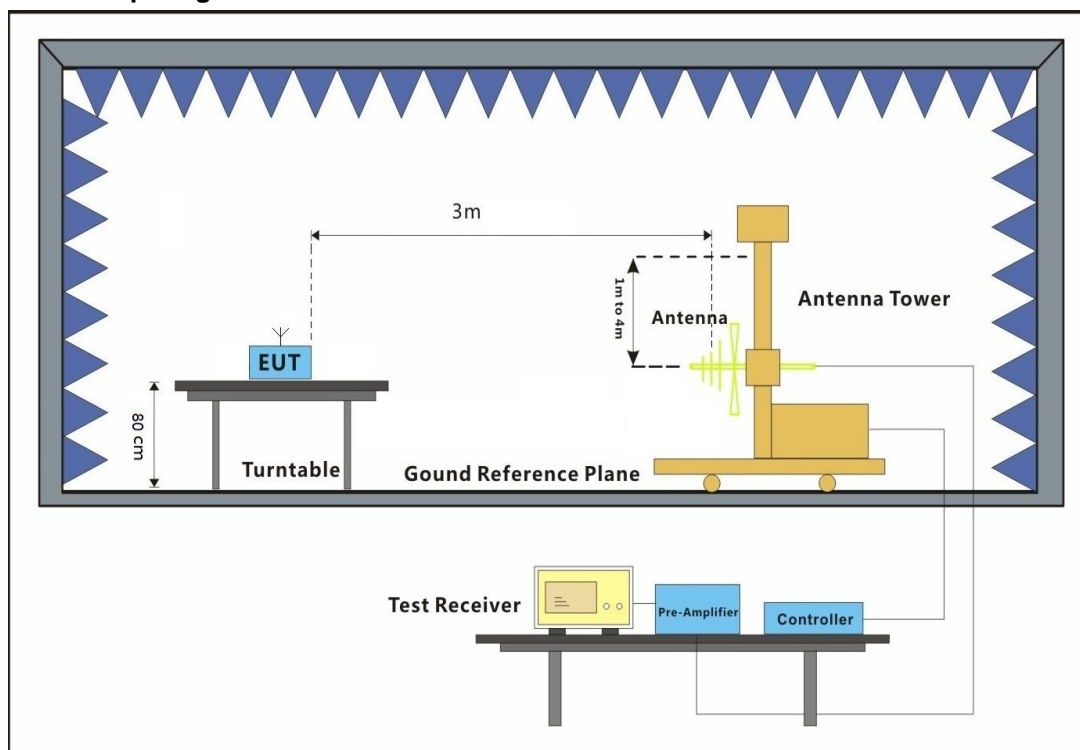 3m
1m to 4m
Antenna
Antenna Tower
EUT
80 cm
Turntable
Gound Reference Plane
Test Receiver
Pre-Amplifier
Controller